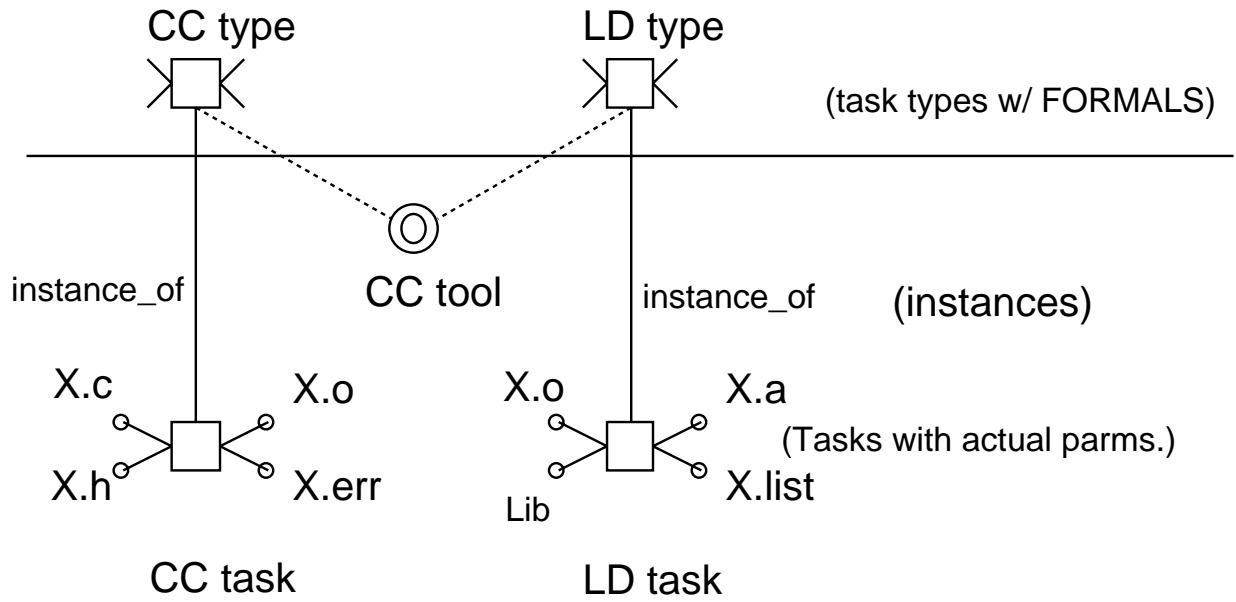 CC type
LD type
(task types w/ FORMALS)
instance_of
CC tool
instance_of
(instances)
X.c
X.o
X.o
X.a
(Tasks with actual parms.)
X.h
X.err
Lib
X.list
CC task
LD task